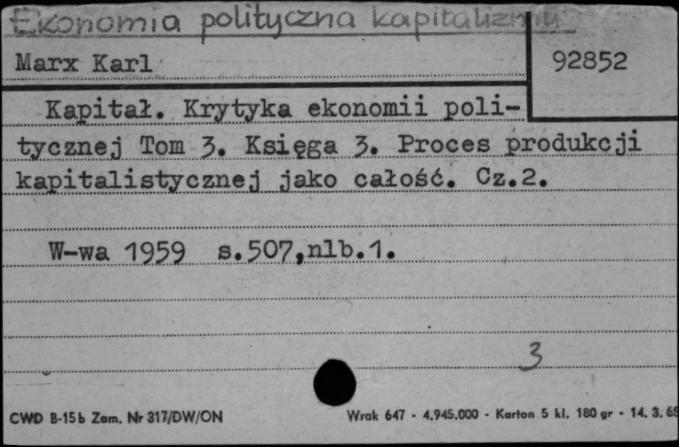 Ekonomia polityczna kapitalizmu
Marx Karl
92852
Kapitał. Krytyka ekonomii poli-
tycznej Tom 3. Księga 3. Proces produkcji
kapitalistycznej jako całość. Cz.2.
W-wa 1959 s.507,nlb.1.
3
CWD B-15b Zam. Nr 317/DW/ON
Wrak 647 - 4.945.000 - Karton 5 kl. 180 gr - 14. 3. 68